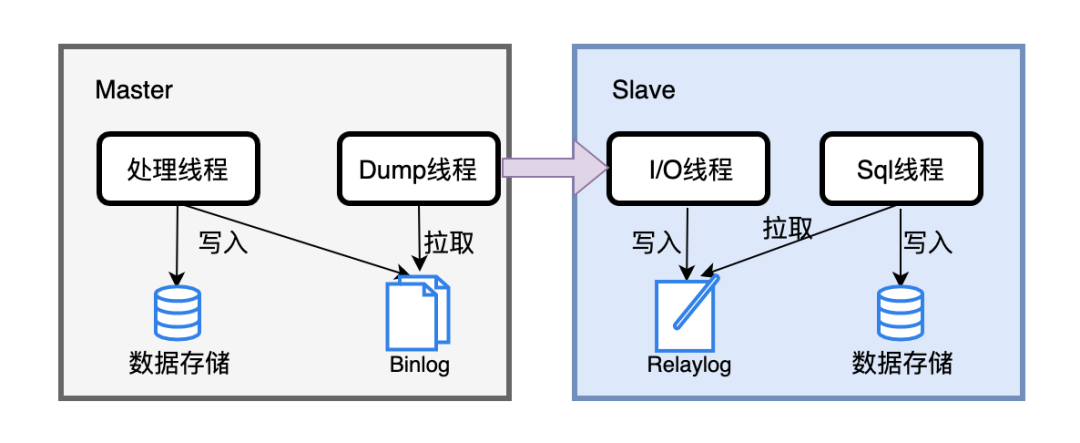 Master
处理线程
Dump线程
写入
拉取
数据存储
Binlog
Slave
I/O线程
Sql线程
写入
拉取
写入
Relaylog
数据存储